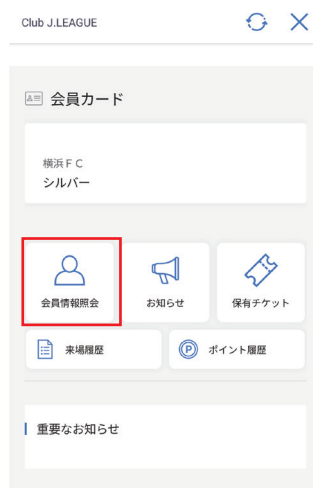 Club J.LEAGUE
会員カード
横浜ＦＣ
シルバー
会員情報照会
お知らせ
保有チケット
来場履歴
P ポイント履歴
重要なお知らせ